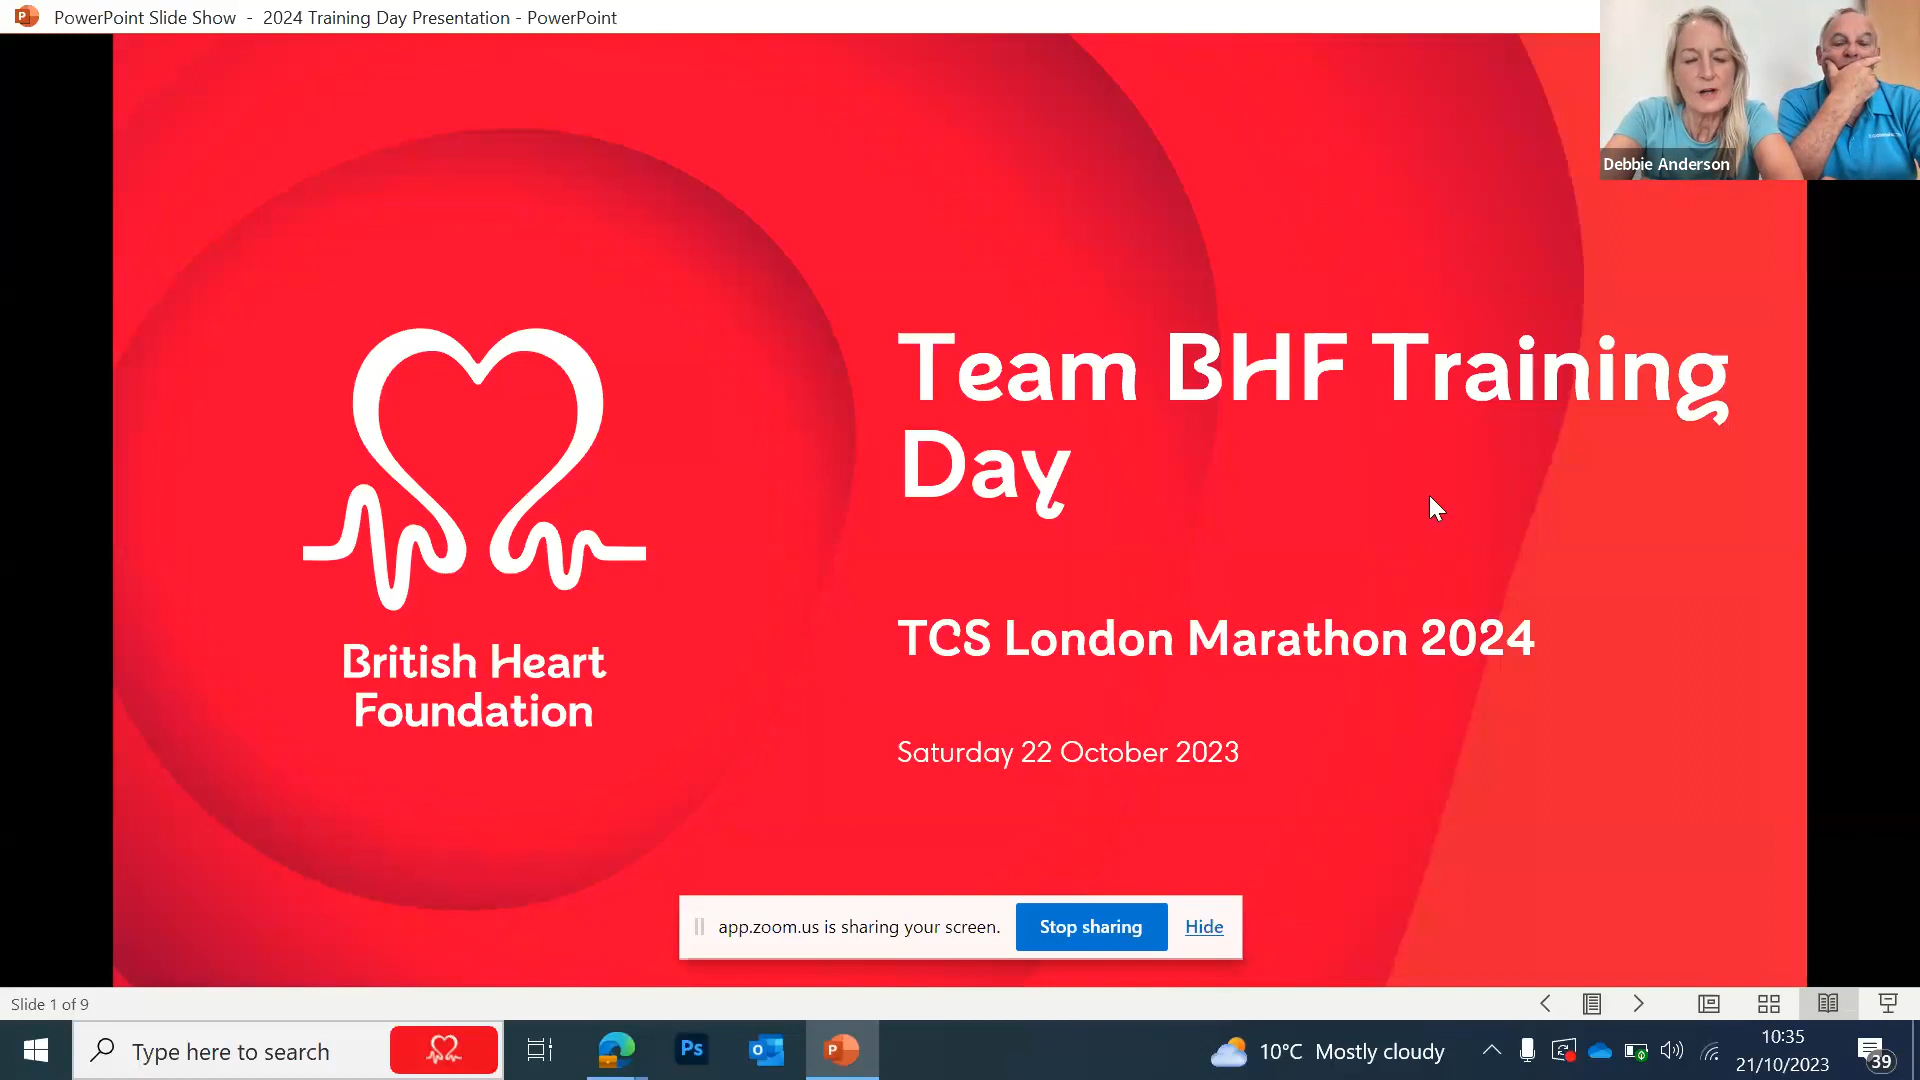 PowerPoint Slide Show - 2024 Training Day Presentation - PowerPoint
Debbie Anderson
Team BHF Training
Day
TCS London Marathon 2024
Saturday 22 October 2023
British Heart
Foundation
app.zoom.us is sharing your screen.
Stop sharing
Hide
Slide 1 of 9
Type here to search
Ps
10°C Mostly cloudy
10:35
21/10/2023
39